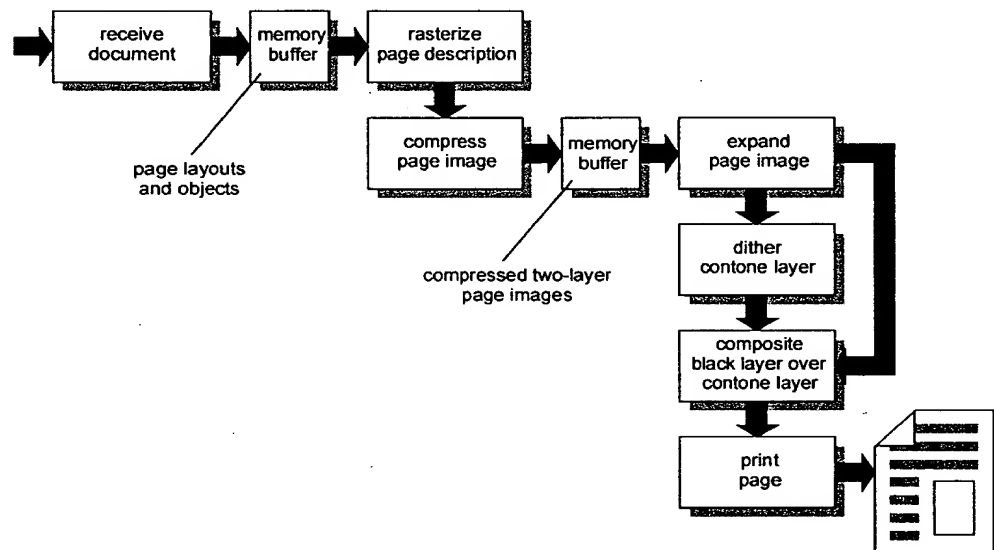 receive
document
memory
buffer
rasterize
page description
page layouts
and objects
compress
page image
memory
buffer
expand
page image
compressed two-layer
page images
dither
contone layer
composite
black layer over
contone layer
print
page